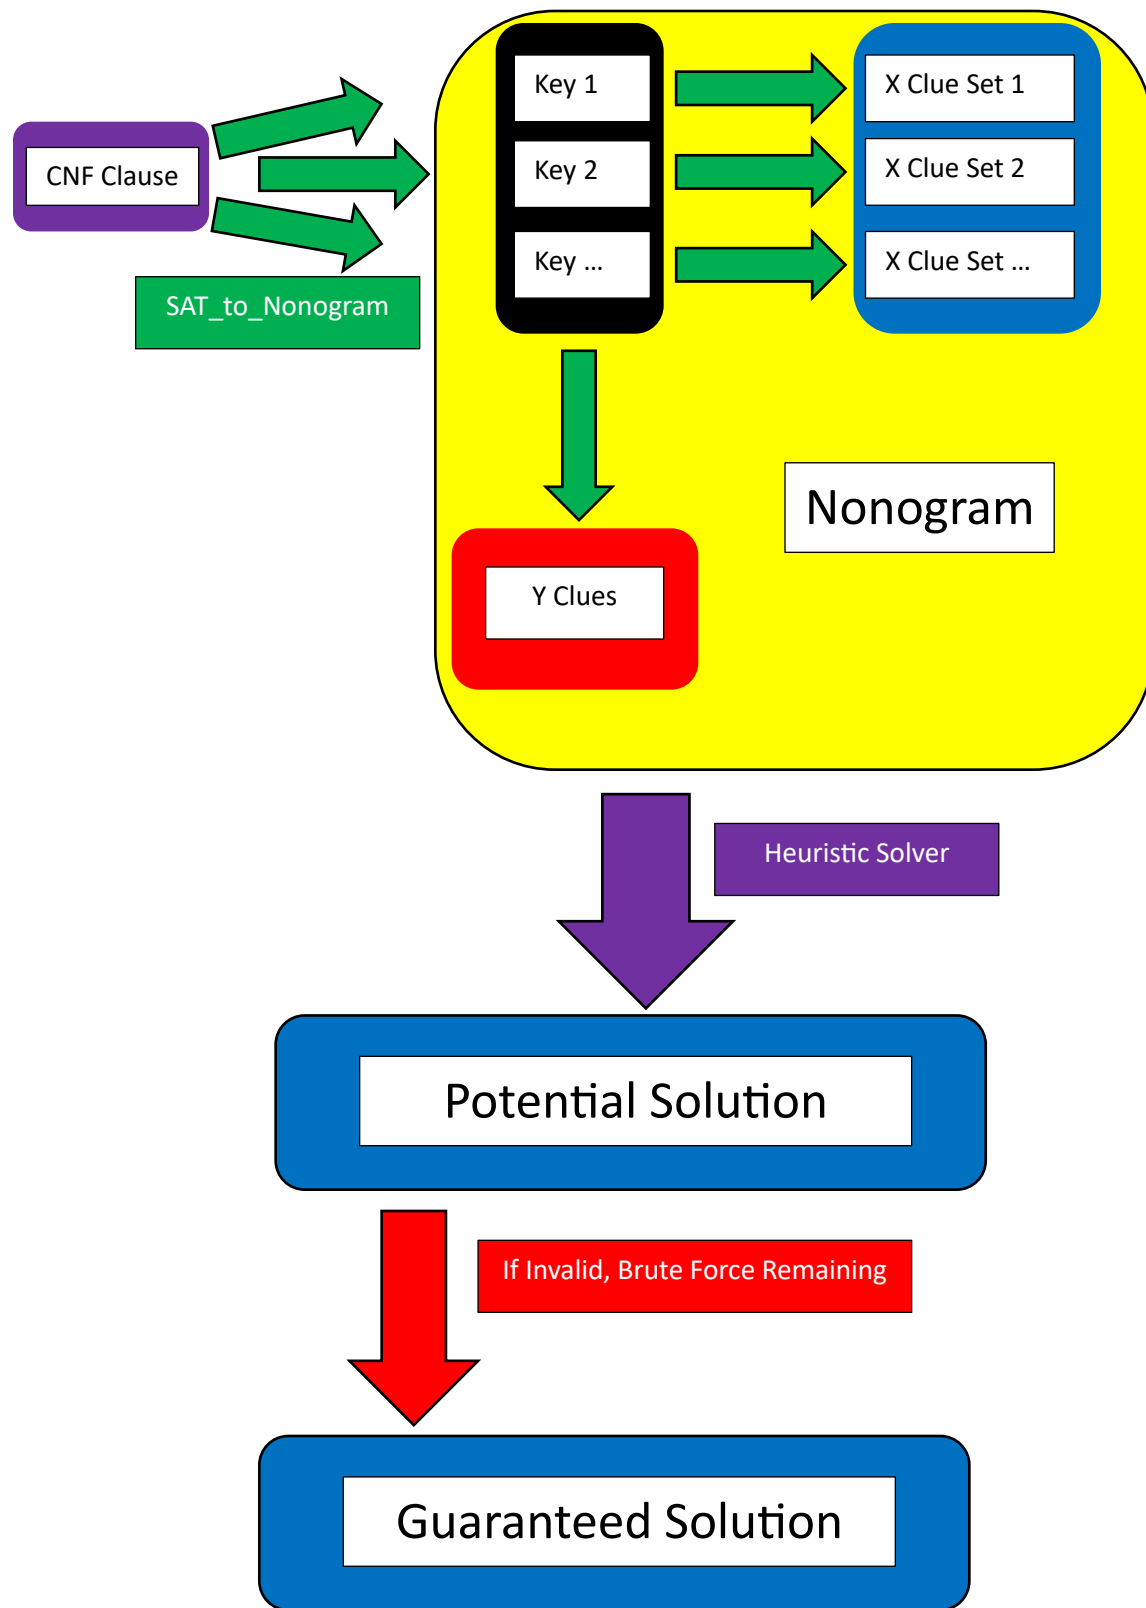 Key 1
X Clue Set 1
CNF Clause
Key 2
X Clue Set 2
Key ...
X Clue Set ...
SAT_to_Nonogram
Nonogram
Y Clues
Heuristic Solver
Potential Solution
If Invalid, Brute Force Remaining
Guaranteed Solution